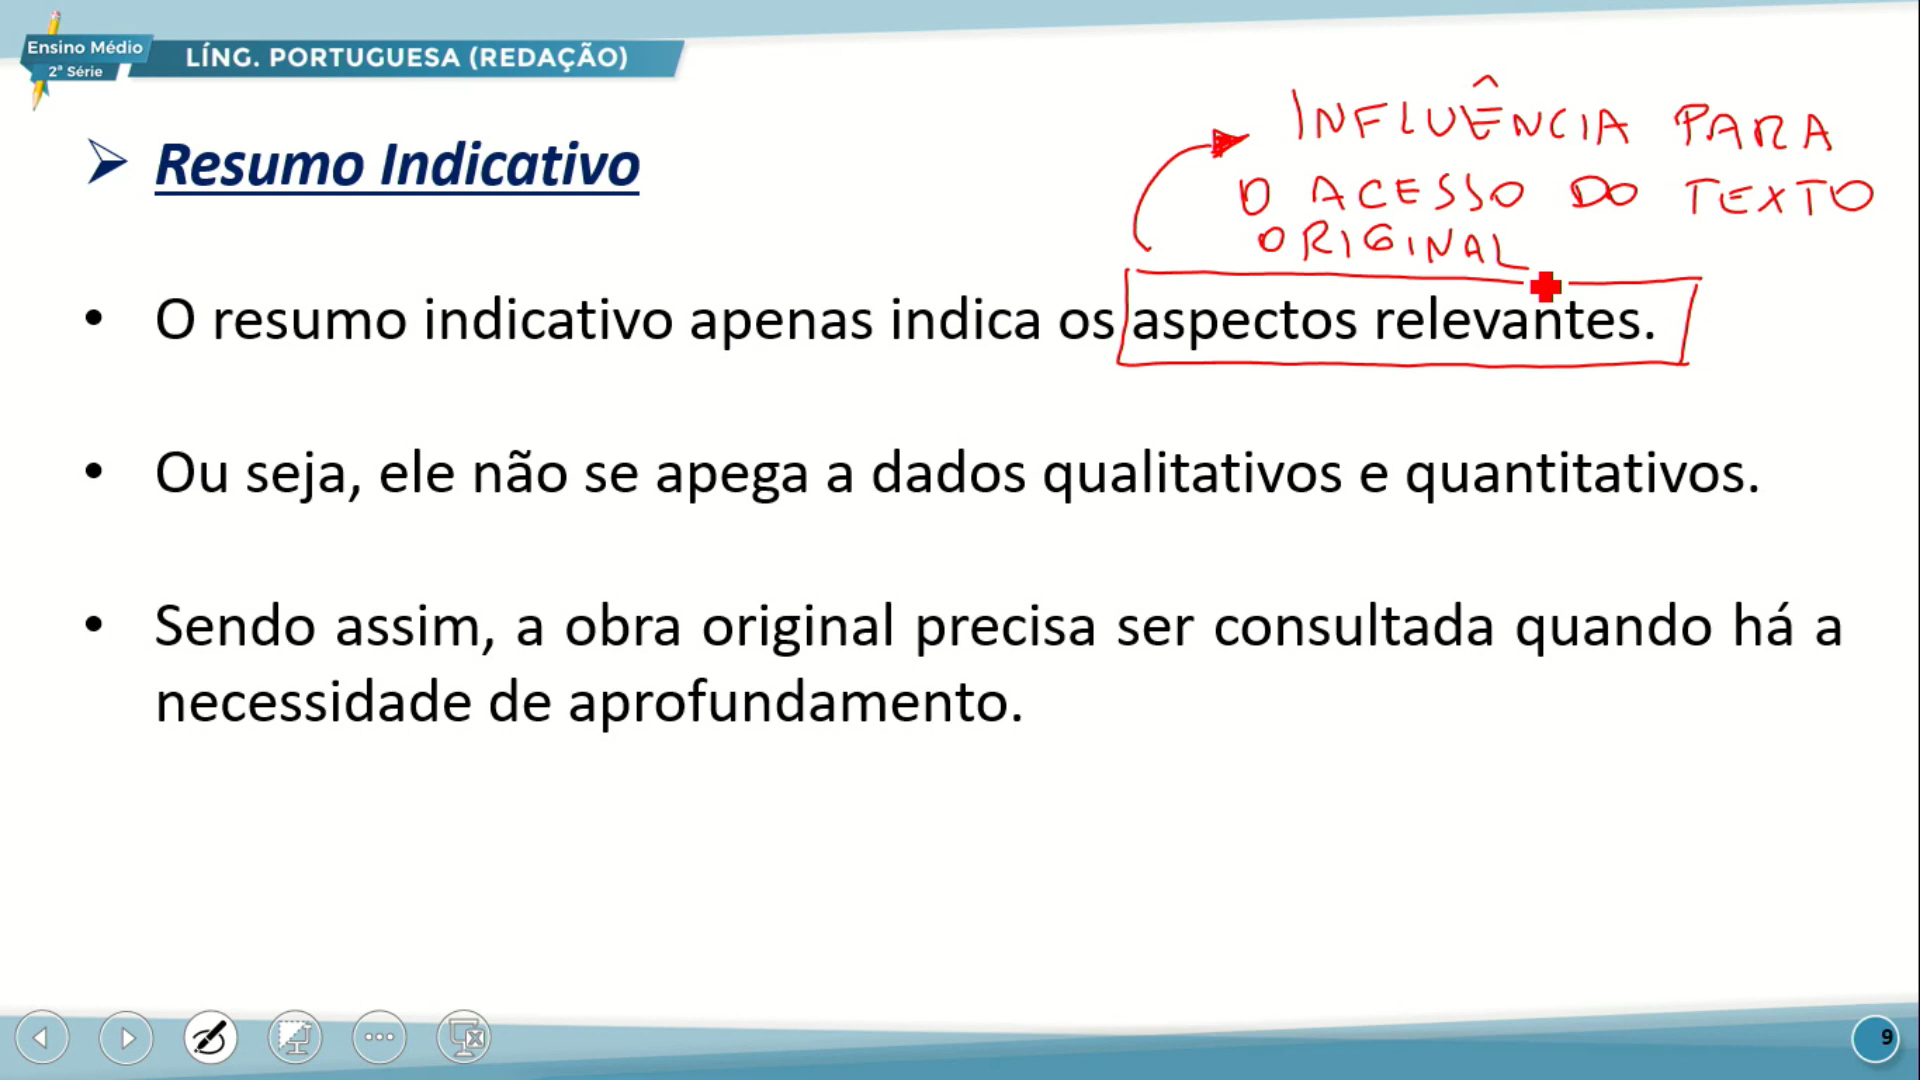 Ensino Médio
2ª Série
LÍNG. PORTUGUESA (REDAÇÃO)
INFLUÊNCIA PARA
O ACESSO DO TEXTO
ORIGINAL
Resumo Indicativo
• O resumo indicativo apenas indica os aspectos relevantes.
• Ou seja, ele não se apega a dados qualitativos e quantitativos.
• Sendo assim, a obra original precisa ser consultada quando há a
necessidade de aprofundamento.
9